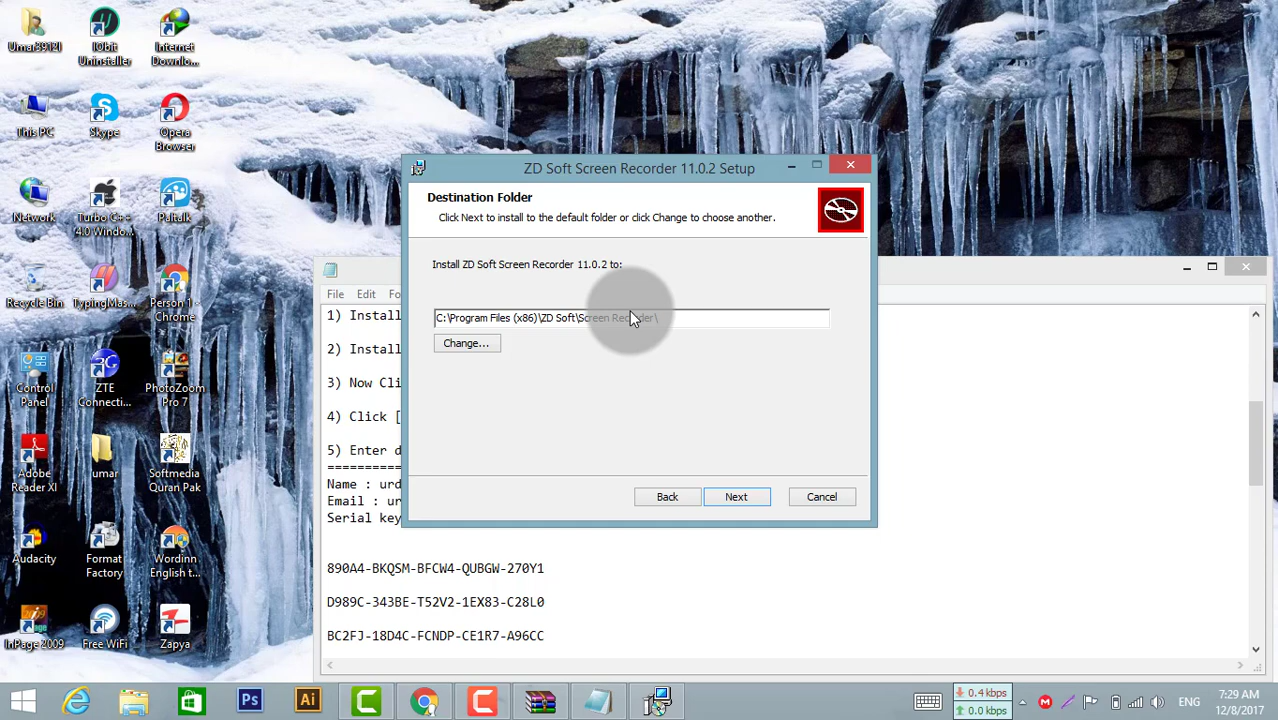 Umar3912l
IObit
Uninstaller
Internet
Downlo...
This PC
Skype
Opera
Browser
Network
Turbo C++
4.0 Windo...
Paltalk
Recycle Bin
TypingMas...
Person 1 -
Chrome
Control
Panel
ZTE
Connecti...
PhotoZoom
Pro 7
Adobe
Reader XI
umar
Softmedia
Quran Pak
Audacity
Format
Factory
Wordinn
English t...
InPage 2009
Free WiFi
Zapya
ZD Soft Screen Recorder 11.0.2 Setup
Destination Folder
Click Next to install to the default folder or click Change to choose another.
Install ZD Soft Screen Recorder 11.0.2 to:
C:\Program Files (x86)\ZD Soft\Screen Recorder\
Change...
Back
Next
Cancel
File Edit Fo
1) Instal
2) Instal
3) Now Cli
4) Click [
5) Enter d
==========
Name : urd
Email : ur
Serial key
890A4-BKQSM-BFCW4-QUBGW-270Y1
D989C-343BE-T52V2-1EX83-C28L0
BC2FJ-18D4C-FCNDP-CE1R7-A96CC
Ps
Ai
0.4 kbps
0.0 kbps
ENG
7:29 AM
12/8/2017